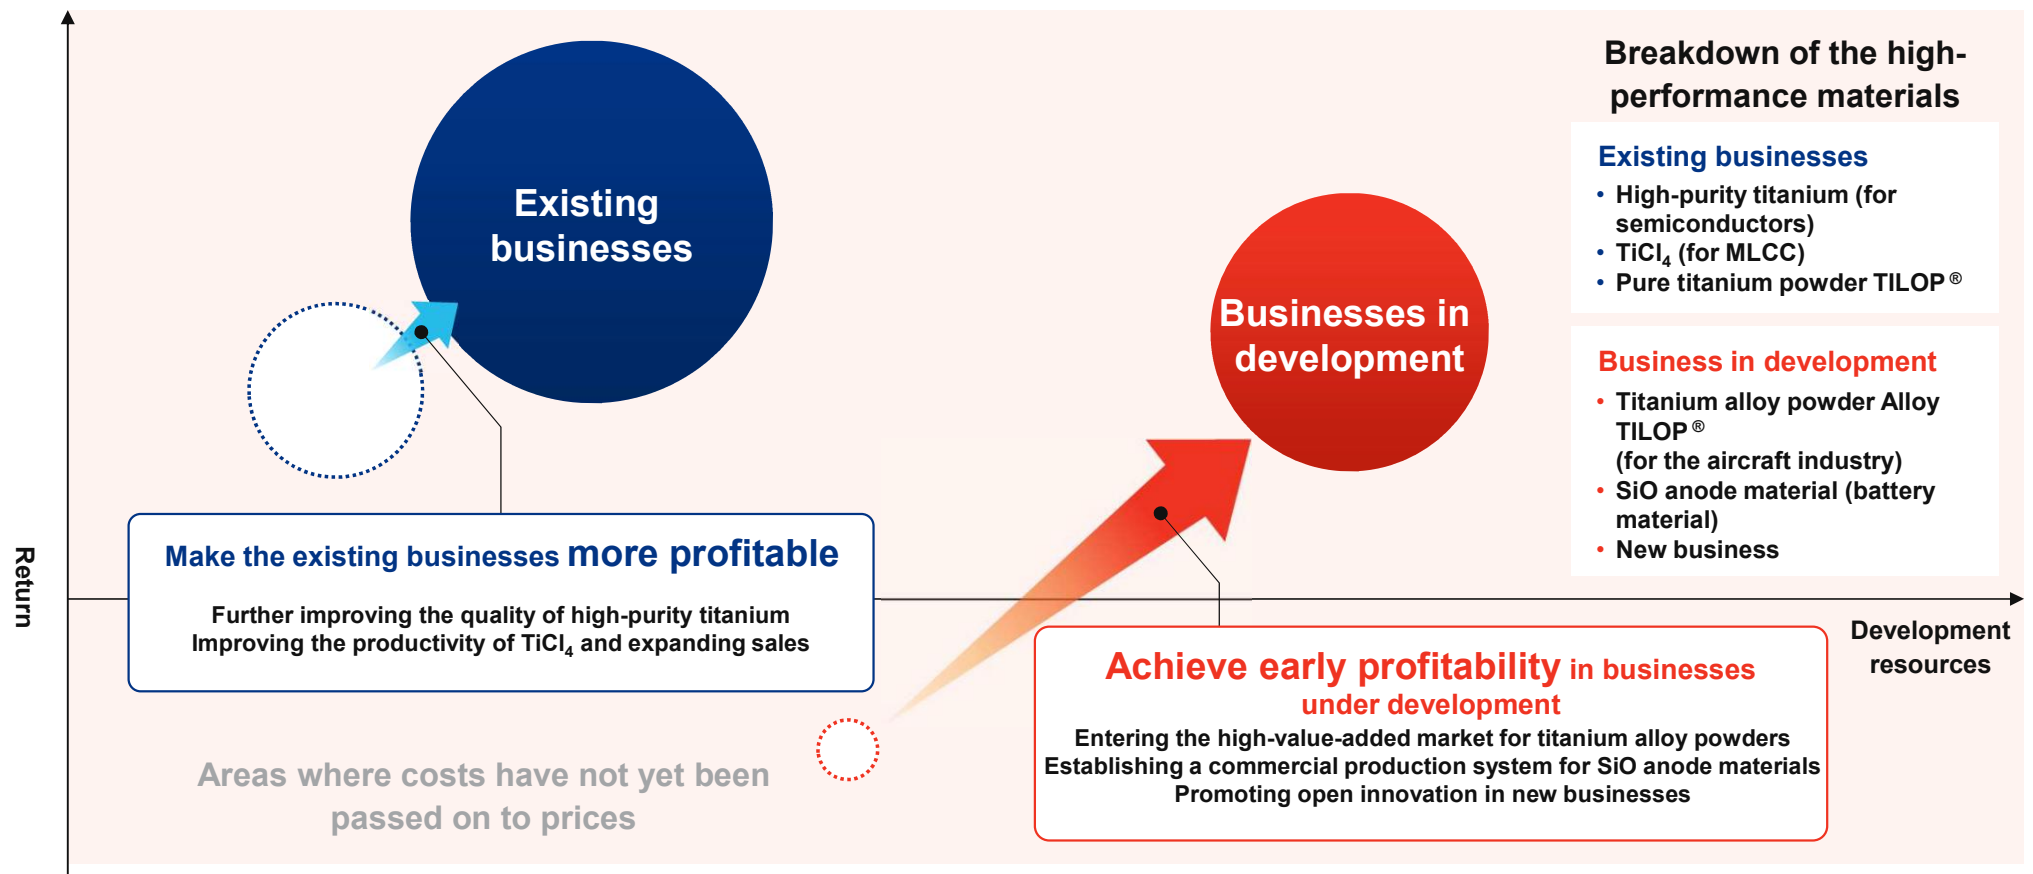 Breakdown of the high-
performance materials
Existing businesses
• High-purity titanium (for
semiconductors)
• TiCl₄ (for MLCC)
• Pure titanium powder TILOP®
Business in development
• Titanium alloy powder Alloy
TILOP®
(for the aircraft industry)
• SiO anode material (battery
material)
• New business
Existing
businesses
Businesses in
development
Return
Make the existing businesses more profitable
Further improving the quality of high-purity titanium
Improving the productivity of TiCl₄ and expanding sales
Development
resources
Achieve early profitability in businesses
under development
Entering the high-value-added market for titanium alloy powders
Establishing a commercial production system for SiO anode materials
Promoting open innovation in new businesses
Areas where costs have not yet been
passed on to prices